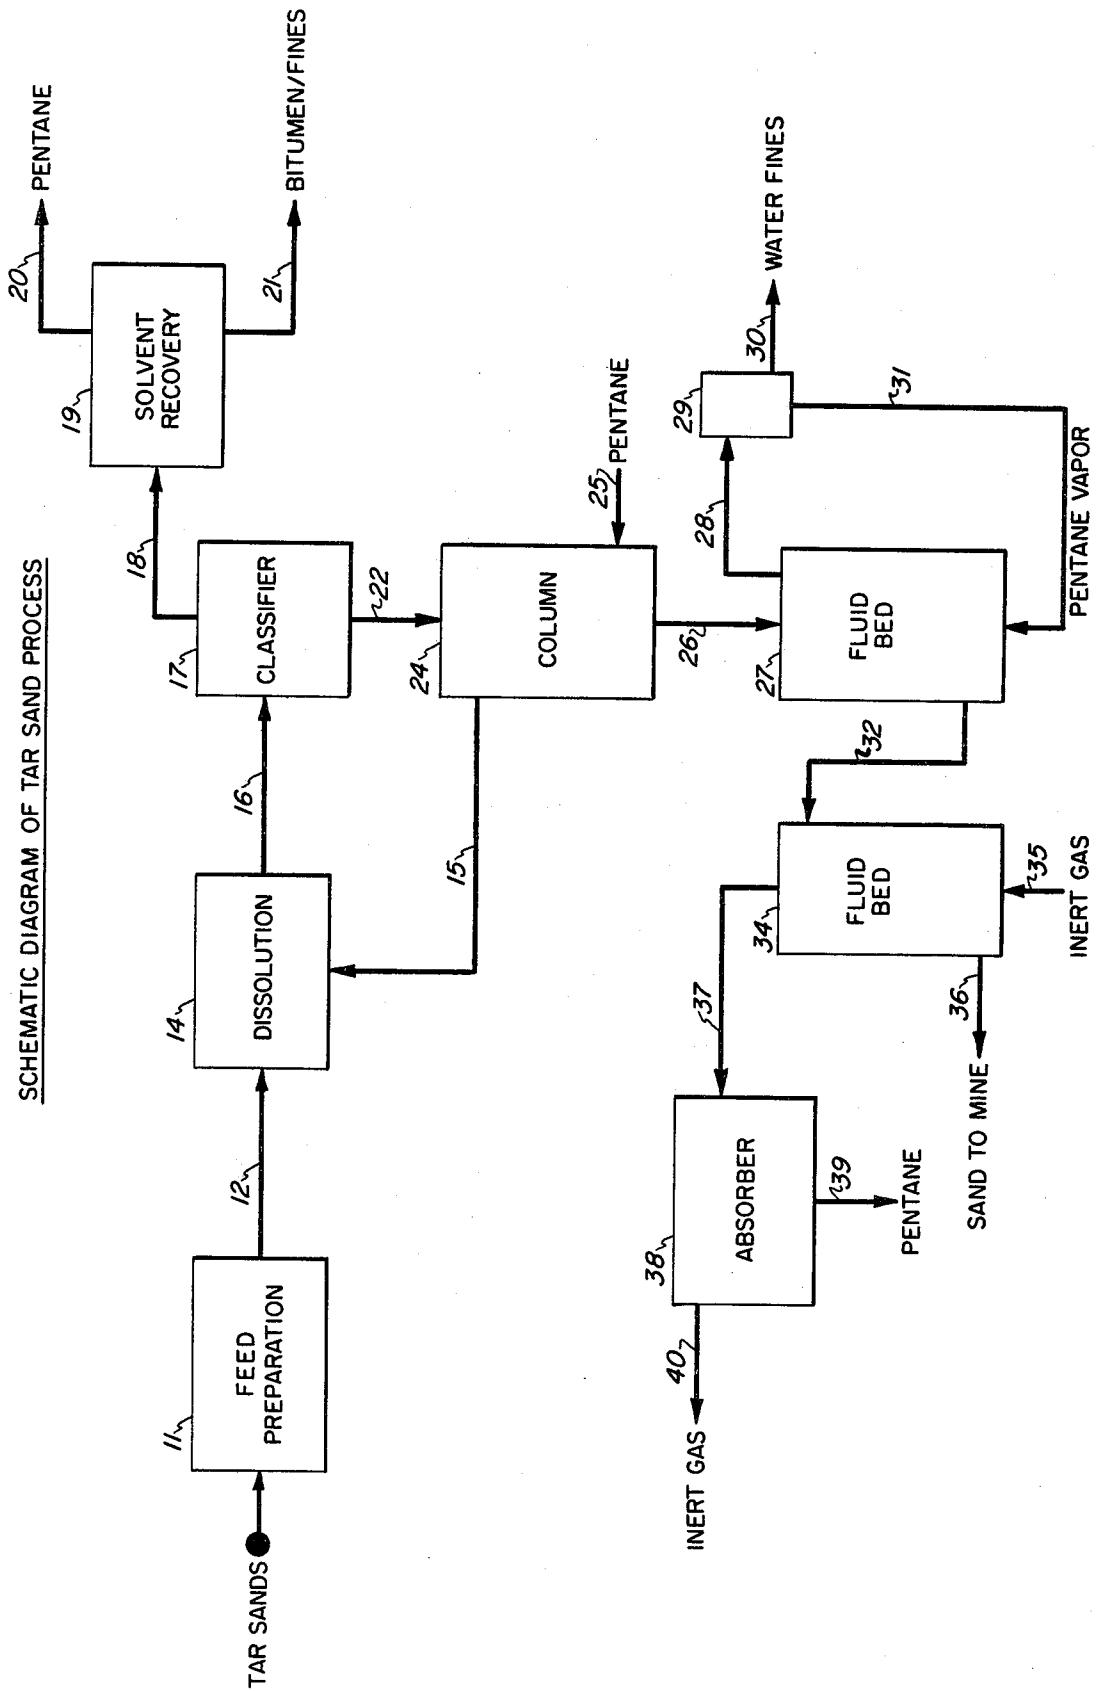 SCHEMATIC DIAGRAM OF TAR SAND PROCESS
TAR SANDS
11
FEED
PREPARATION
12
14
DISSOLUTION
15
16
17
CLASSIFIER
18
19
SOLVENT
RECOVERY
20
PENTANE
21
BITUMEN/FINES
22
24
COLUMN
25
PENTANE
26
27
FLUID
BED
28
29
30
WATER FINES
31
PENTANE VAPOR
32
34
FLUID
BED
35
INERT GAS
36
SAND TO MINE
37
38
ABSORBER
39
PENTANE
40
INERT GAS